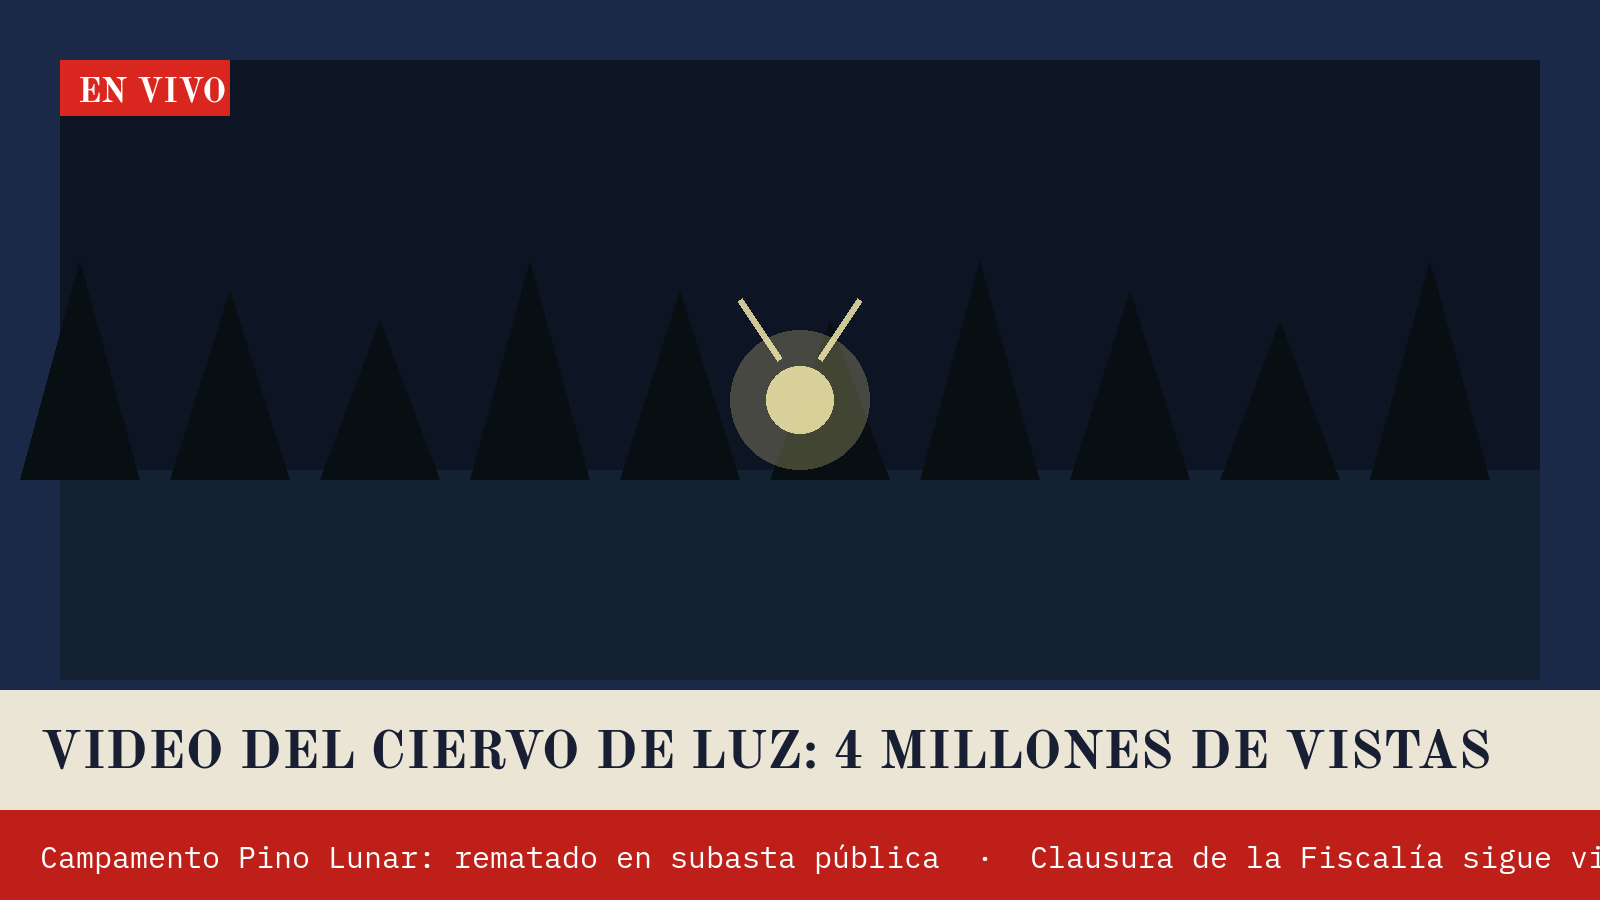 EN VIVO
VIDEO DEL CIERVO DE LUZ: 4 MILLONES DE VISTAS
Campamento Pino Lunar: rematado en subasta pública · Clausura de la Fiscalía sigue